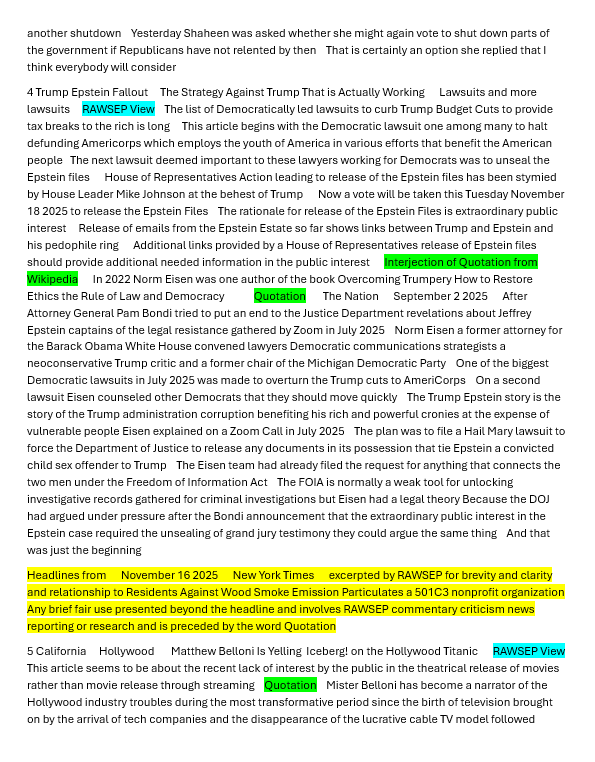 another shutdown    Yesterday Shaheen was asked whether she might again vote to shut down parts of
the government if Republicans have not relented by then    That is certainly an option she replied that I
think everybody will consider
4 Trump Epstein Fallout    The Strategy Against Trump That is Actually Working    Lawsuits and more
lawsuits    RAWSEP View    The list of Democratically led lawsuits to curb Trump Budget Cuts to provide
tax breaks to the rich is long    This article begins with the Democratic lawsuit one among many to halt
defunding Americorps which employs the youth of America in various efforts that benefit the American
people    The next lawsuit deemed important to these lawyers working for Democrats was to unseal the
Epstein files    House of Representatives Action leading to release of the Epstein files has been stymied
by House Leader Mike Johnson at the behest of Trump    Now a vote will be taken this Tuesday November
18 2025 to release the Epstein Files    The rationale for release of the Epstein Files is extraordinary public
interest    Release of emails from the Epstein Estate so far shows links between Trump and Epstein and
his pedophile ring    Additional links provided by a House of Representatives release of Epstein files
should provide additional needed information in the public interest    Interjection of Quotation from
Wikipedia    In 2022 Norm Eisen was one author of the book Overcoming Trumpery How to Restore
Ethics the Rule of Law and Democracy    Quotation    The Nation    September 2 2025    After
Attorney General Pam Bondi tried to put an end to the Justice Department revelations about Jeffrey
Epstein captains of the legal resistance gathered by Zoom in July 2025    Norm Eisen a former attorney for
the Barack Obama White House convened lawyers Democratic communications strategists a
neoconservative Trump critic and a former chair of the Michigan Democratic Party    One of the biggest
Democratic lawsuits in July 2025 was made to overturn the Trump cuts to AmeriCorps    On a second
lawsuit Eisen counseled other Democrats that they should move quickly    The Trump Epstein story is the
story of the Trump administration corruption benefiting his rich and powerful cronies at the expense of
vulnerable people Eisen explained on a Zoom Call in July 2025    The plan was to file a Hail Mary lawsuit to
force the Department of Justice to release any documents in its possession that tie Epstein a convicted
child sex offender to Trump    The Eisen team had already filed the request for anything that connects the
two men under the Freedom of Information Act    The FOIA is normally a weak tool for unlocking
investigative records gathered for criminal investigations but Eisen had a legal theory Because the DOJ
had argued under pressure after the Bondi announcement that the extraordinary public interest in the
Epstein case required the unsealing of grand jury testimony they could argue the same thing    And that
was just the beginning
Headlines from    November 16 2025    New York Times    excerpted by RAWSEP for brevity and clarity
and relationship to Residents Against Wood Smoke Emission Particulates a 501C3 nonprofit organization
Any brief fair use presented beyond the headline and involves RAWSEP commentary criticism news
reporting or research and is preceded by the word Quotation
5 California    Hollywood    Matthew Belloni Is Yelling Iceberg! on the Hollywood Titanic    RAWSEP View
This article seems to be about the recent lack of interest by the public in the theatrical release of movies
rather than movie release through streaming    Quotation    Mister Belloni has become a narrator of the
Hollywood industry troubles during the most transformative period since the birth of television brought
on by the arrival of tech companies and the disappearance of the lucrative cable TV model followed